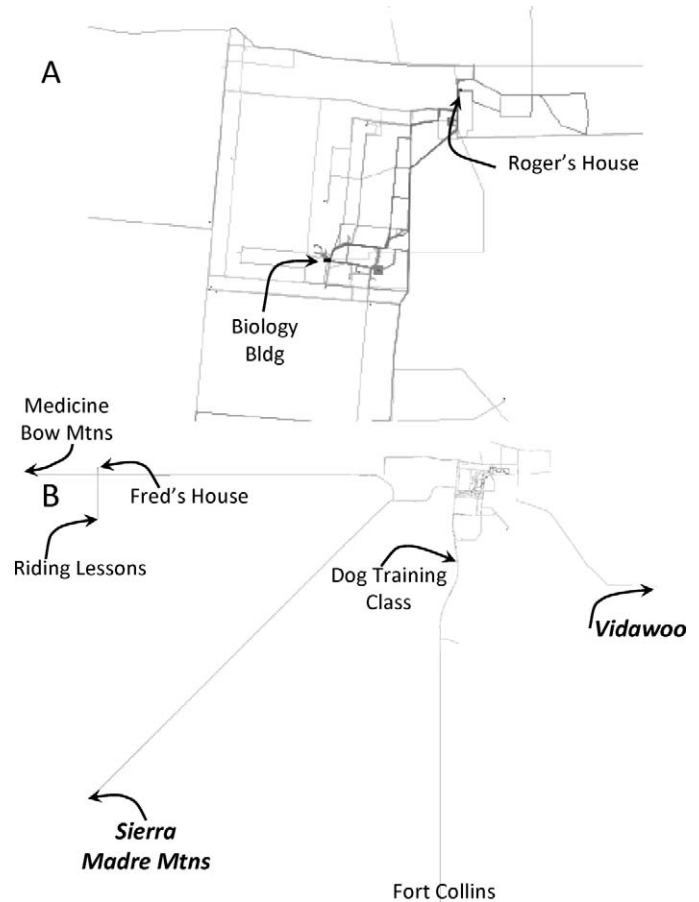 A
Roger's House
Biology
Bldg
Medicine
Bow Mtns
B
Fred's House
Riding Lessons
Dog Training
Class
Vidawoo
Sierra
Madre Mtns
Fort Collins